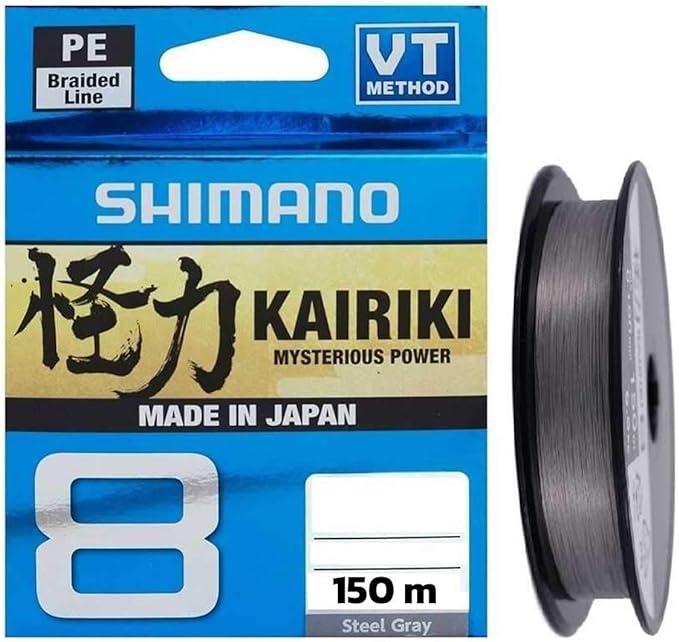 PE
Braided
Line
VT
METHOD
SHIMANO
怪力 KAIRIKI
MYSTERIOUS POWER
MADE IN JAPAN
8
150 m
Steel Gray